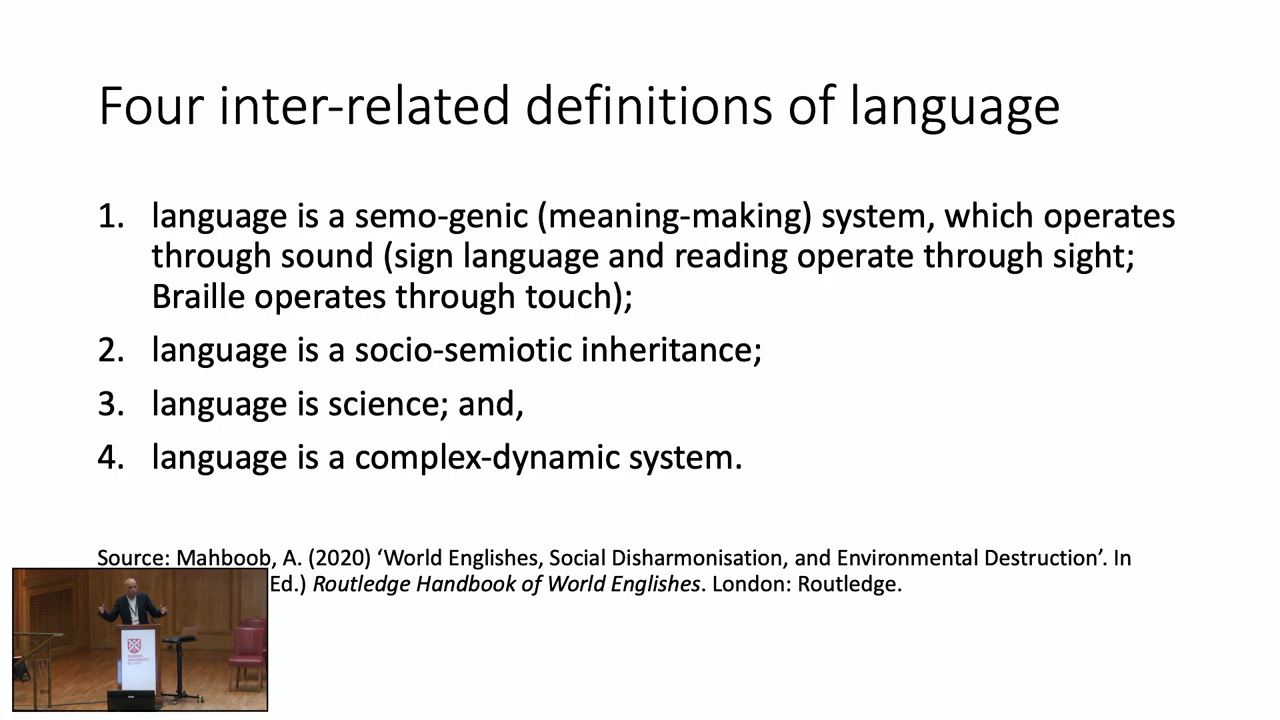 Four inter-related definitions of language
1. language is a semo-genic (meaning-making) system, which operates
through sound (sign language and reading operate through sight;
Braille operates through touch);
2. language is a socio-semiotic inheritance;
3. language is science; and,
4. language is a complex-dynamic system.
Source: Mahboob, A. (2020) ‘World Englishes, Social Disharmonisation, and Environmental Destruction’. In
Ed.) Routledge Handbook of World Englishes. London: Routledge.